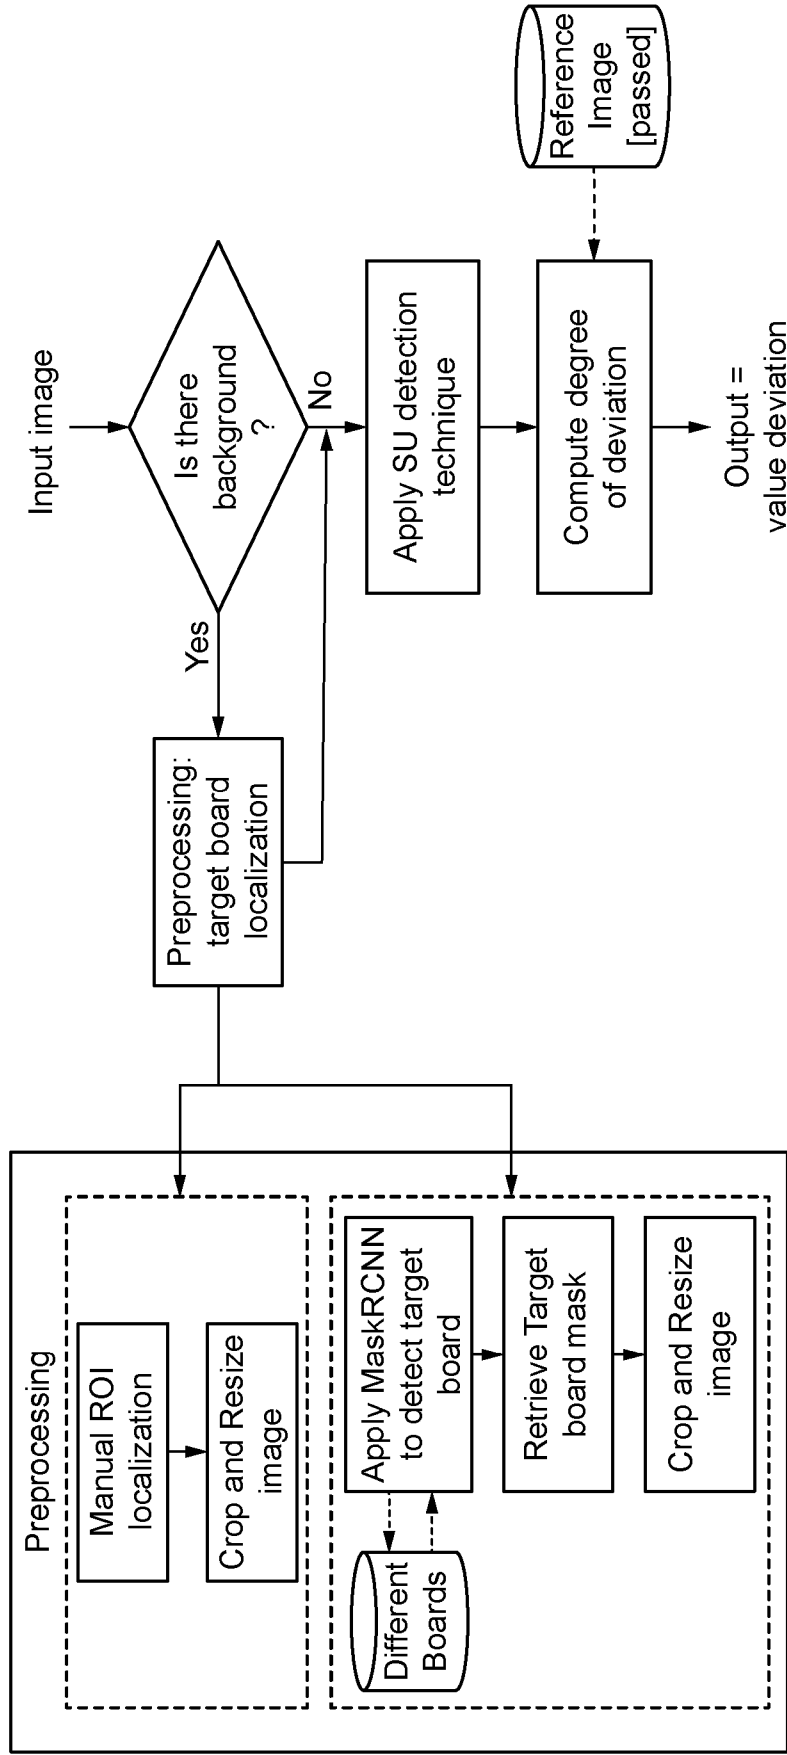 Preprocessing
Manual ROI
localization
Crop and Resize
image
Different
Boards
Apply MaskRCNN
to detect target
board
Retrieve Target
board mask
Crop and Resize
image
Preprocessing:
target board
localization
Yes
Input image
Is there
background
?
No
Apply SU detection
technique
Compute degree
of deviation
Output =
value deviation
Reference
Image
[passed]